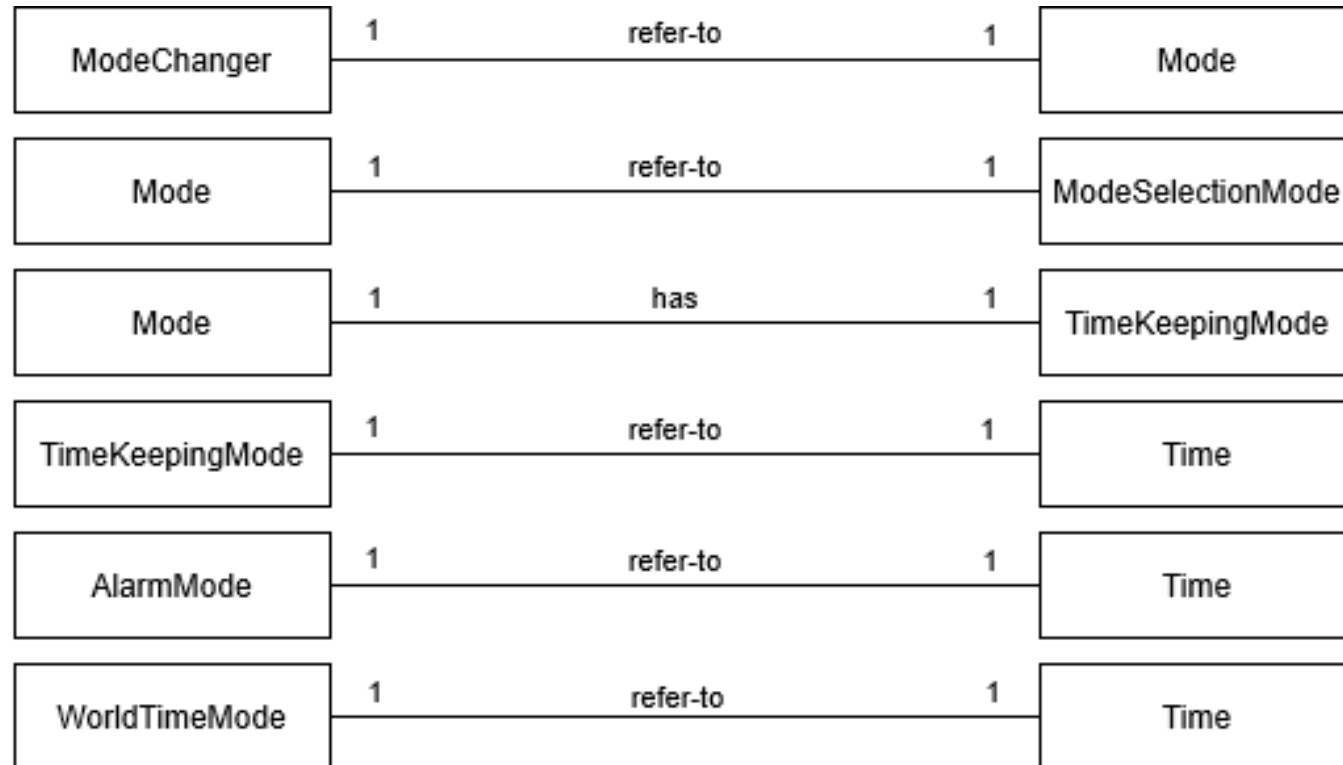 ModeChanger 1 refer-to 1 Mode
Mode 1 refer-to 1 ModeSelectionMode
Mode 1 has 1 TimeKeepingMode
TimeKeepingMode 1 refer-to 1 Time
AlarmMode 1 refer-to 1 Time
WorldTimeMode 1 refer-to 1 Time